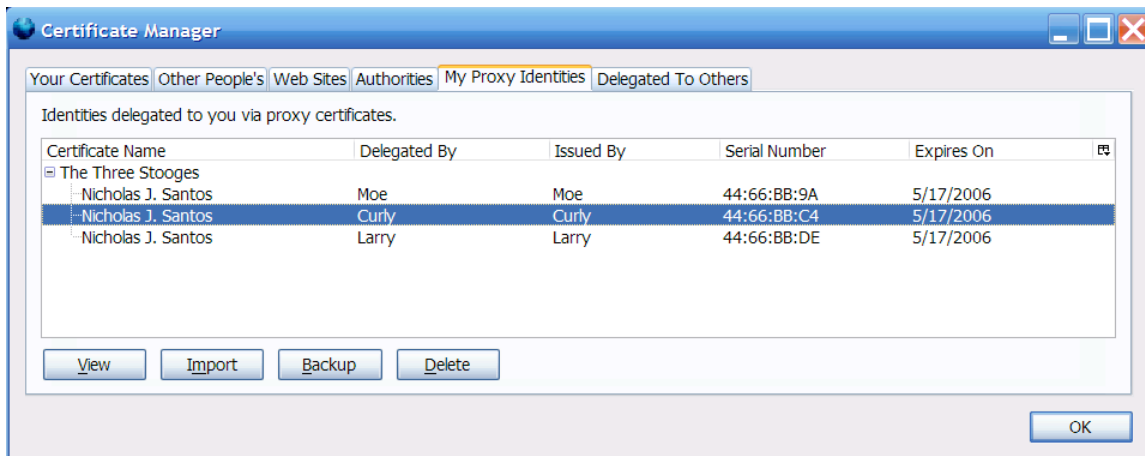 Certificate Manager
Your Certificates Other People's Web Sites Authorities My Proxy Identities Delegated To Others
Identities delegated to you via proxy certificates.
Certificate Name Delegated By Issued By Serial Number Expires On
The Three Stooges
Nicholas J. Santos Moe Moe 44:66:BB:9A 5/17/2006
Nicholas J. Santos Curly Curly 44:66:BB:C4 5/17/2006
Nicholas J. Santos Larry Larry 44:66:BB:DE 5/17/2006
View Import Backup Delete
OK